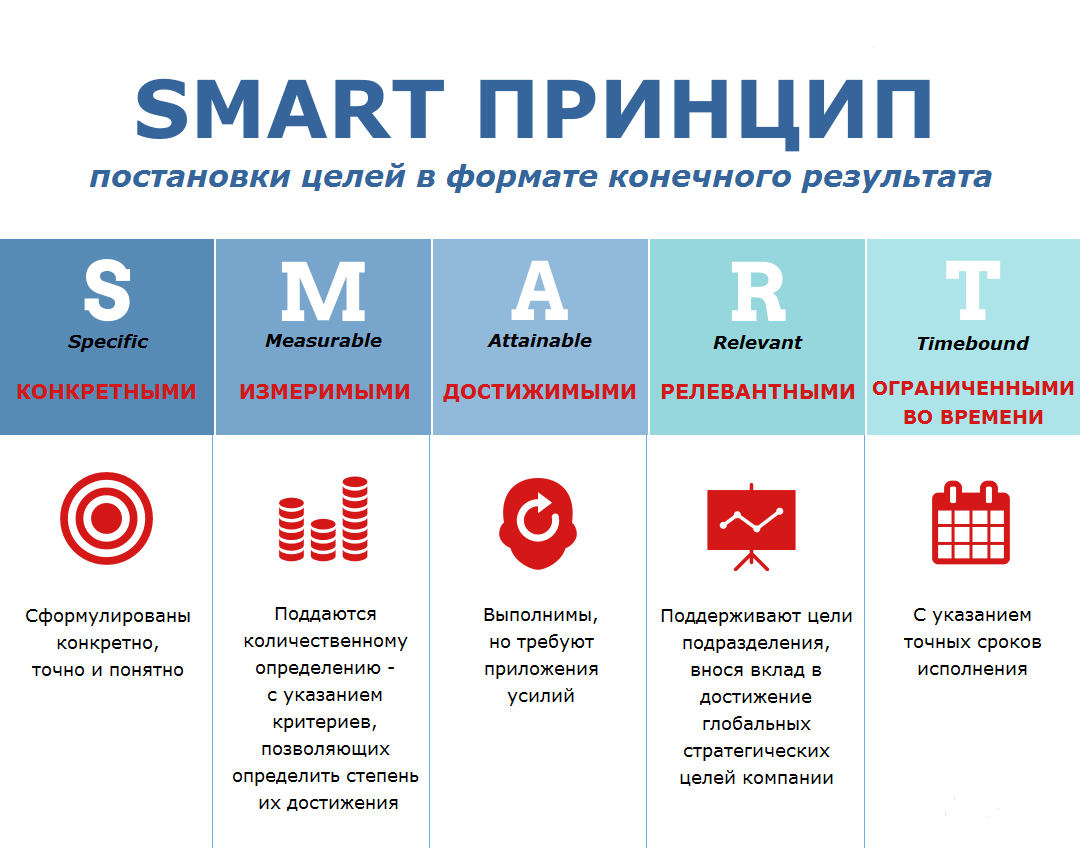 SMART ПРИНЦИП
постановки целей в формате конечного результата
S
Specific
КОНКРЕТНЫМИ
Сформулированы
конкретно,
точно и понятно
M
Measurable
ИЗМЕРИМЫМИ
Поддаются
количественному
определению -
с указанием
критериев,
позволяющих
определить степень
их достижения
A
Attainable
ДОСТИЖИМЫМИ
Выполнимы,
но требуют
приложения
усилий
R
Relevant
РЕЛЕВАНТНЫМИ
Поддерживают цели
подразделения,
внося вклад в
достижение
глобальных
стратегических
целей компании
T
Timebound
ОГРАНИЧЕННЫМИ
ВО ВРЕМЕНИ
С указанием
точных сроков
исполнения